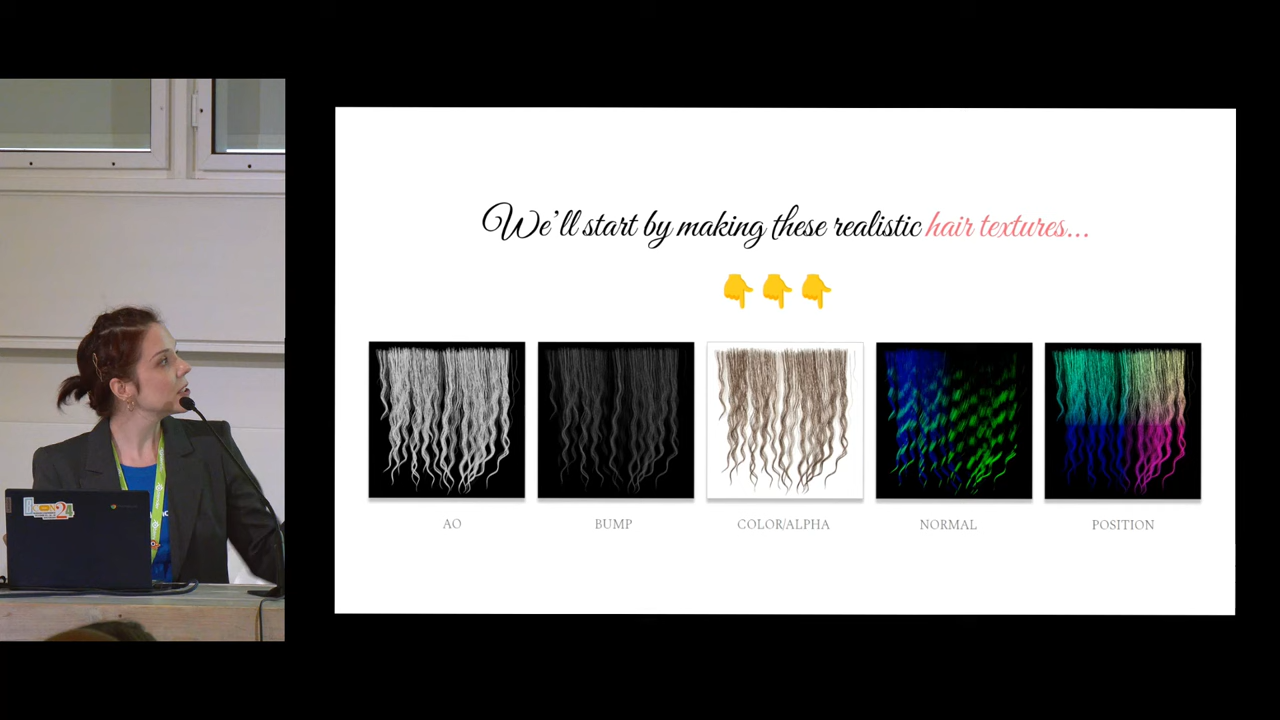 We'll start by making these realistic hair textures...
AO
BUMP
COLOR/ALPHA
NORMAL
POSITION